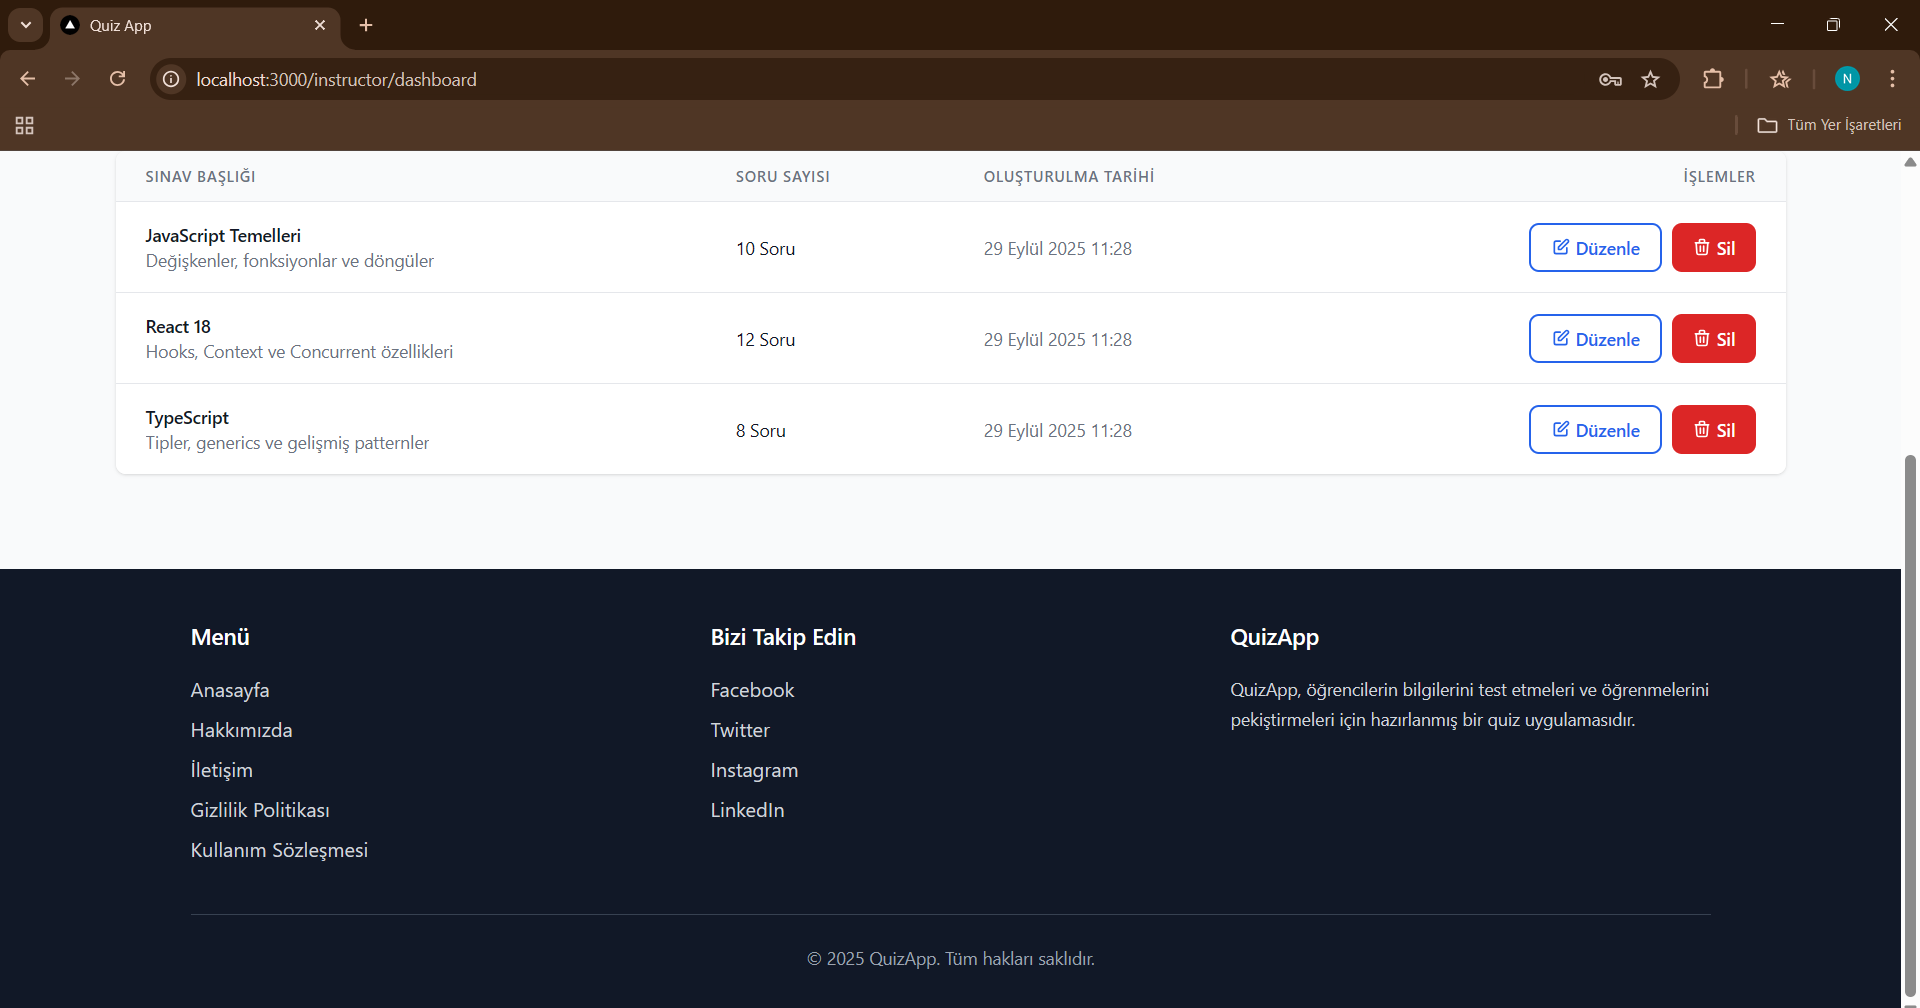 Quiz App
localhost:3000/instructor/dashboard
N
Tüm Yer İşaretleri
SINAV BAŞLIĞI SORU SAYISI OLUŞTURULMA TARİHİ İŞLEMLER
JavaScript Temelleri
Değişkenler, fonksiyonlar ve döngüler
10 Soru 29 Eylül 2025 11:28 Düzenle Sil
React 18
Hooks, Context ve Concurrent özellikleri
12 Soru 29 Eylül 2025 11:28 Düzenle Sil
TypeScript
Tipler, generics ve gelişmiş patternler
8 Soru 29 Eylül 2025 11:28 Düzenle Sil
Menü
Anasayfa
Hakkımızda
İletişim
Gizlilik Politikası
Kullanım Sözleşmesi
Bizi Takip Edin
Facebook
Twitter
Instagram
LinkedIn
QuizApp
QuizApp, öğrencilerin bilgilerini test etmeleri ve öğrenmelerini
pekiştirmeleri için hazırlanmış bir quiz uygulamasıdır.
© 2025 QuizApp. Tüm hakları saklıdır.